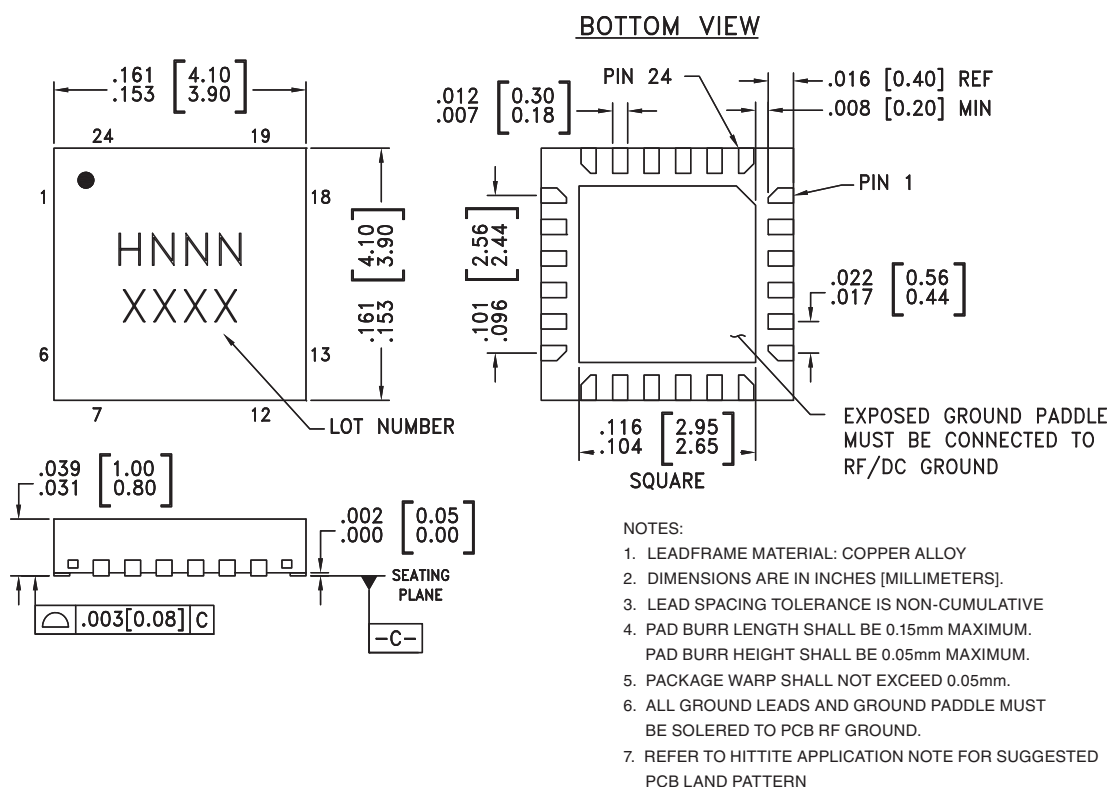 BOTTOM VIEW
.161 [4.10]
.153 [3.90]
24
19
1
18
HNNN
XXXX
6
13
7
12
LOT NUMBER
.161 [4.10]
.153 [3.90]
PIN 24
.016 [0.40] REF
.008 [0.20] MIN
.012 [0.30]
.007 [0.18]
PIN 1
.101 [2.56]
.096 [2.44]
.022 [0.56]
.017 [0.44]
.116 [2.95]
.104 [2.65]
SQUARE
EXPOSED GROUND PADDLE
MUST BE CONNECTED TO
RF/DC GROUND
.039 [1.00]
.031 [0.80]
.002 [0.05]
.000 [0.00]
SEATING
PLANE
.003[0.08] C
-C-
NOTES:
1. LEADFRAME MATERIAL: COPPER ALLOY
2. DIMENSIONS ARE IN INCHES [MILLIMETERS].
3. LEAD SPACING TOLERANCE IS NON-CUMULATIVE
4. PAD BURR LENGTH SHALL BE 0.15mm MAXIMUM.
PAD BURR HEIGHT SHALL BE 0.05mm MAXIMUM.
5. PACKAGE WARP SHALL NOT EXCEED 0.05mm.
6. ALL GROUND LEADS AND GROUND PADDLE MUST
BE SOLERED TO PCB RF GROUND.
7. REFER TO HITTITE APPLICATION NOTE FOR SUGGESTED
PCB LAND PATTERN